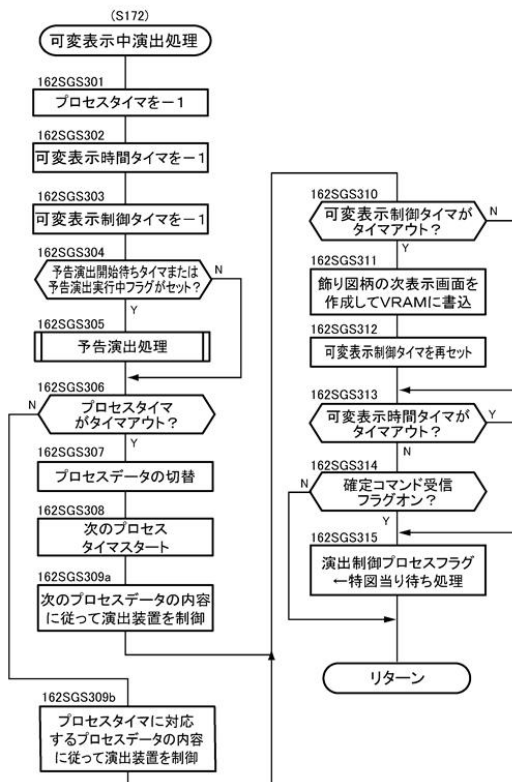 (S172)
可変表示中演出処理
162SGS301
プロセスタイマを－1
162SGS302
可変表示時間タイマを－1
162SGS303
可変表示制御タイマを－1
162SGS304
予告演出開始待ちタイマまたは
予告演出実行中フラグがセット？
N
Y
162SGS305
予告演出処理
162SGS306
N
プロセスタイマ
がタイマアウト？
Y
162SGS307
プロセスデータの切替
162SGS308
次のプロセス
タイマスタート
162SGS309a
次のプロセスデータの内容
に従って演出装置を制御
162SGS309b
プロセスタイマに対応
するプロセスデータの内容
に従って演出装置を制御
162SGS310
可変表示制御タイマが
タイマアウト？
N
Y
162SGS311
飾り図柄の次表示画面を
作成してVRAMに書込
162SGS312
可変表示制御タイマを再セット
162SGS313
可変表示時間タイマが
タイマアウト？
Y
N
162SGS314
確定コマンド受信
フラグオン？
N
Y
162SGS315
演出制御プロセスフラグ
←特図当り待ち処理
リターン